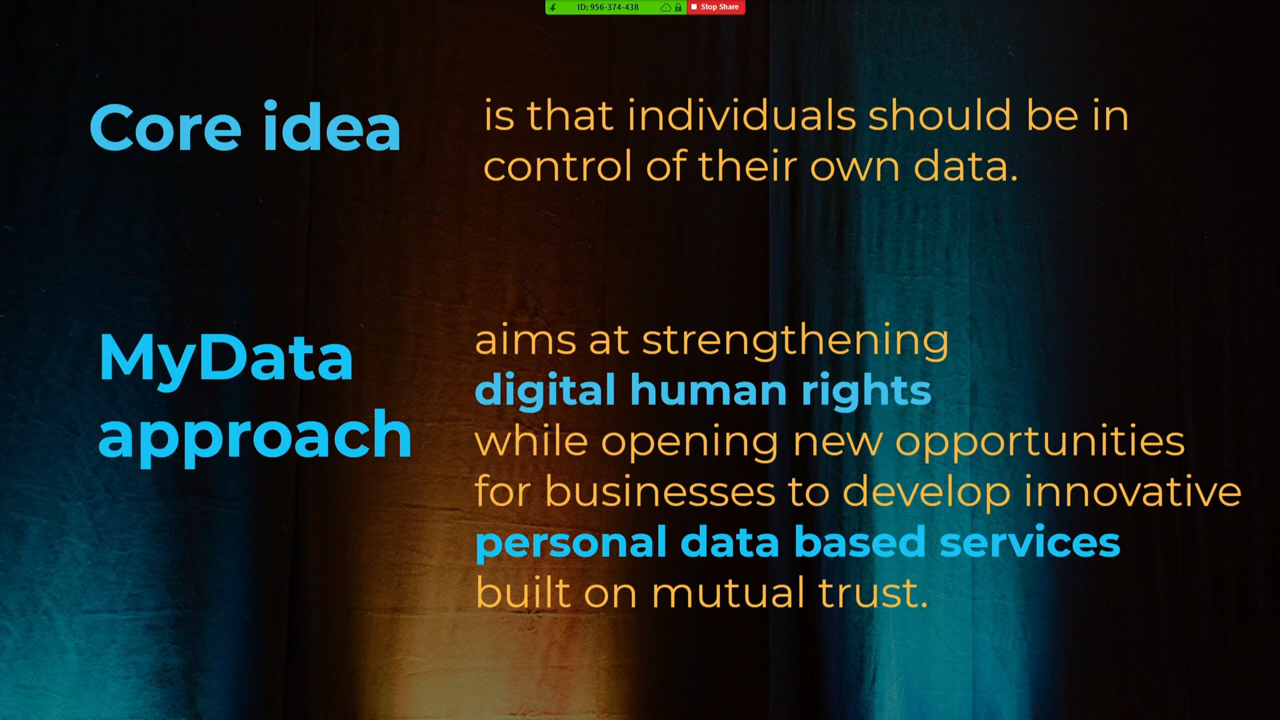 ID: 956-374-438
Stop Share
Core idea
is that individuals should be in
control of their own data.
MyData
approach
aims at strengthening
digital human rights
while opening new opportunities
for businesses to develop innovative
personal data based services
built on mutual trust.